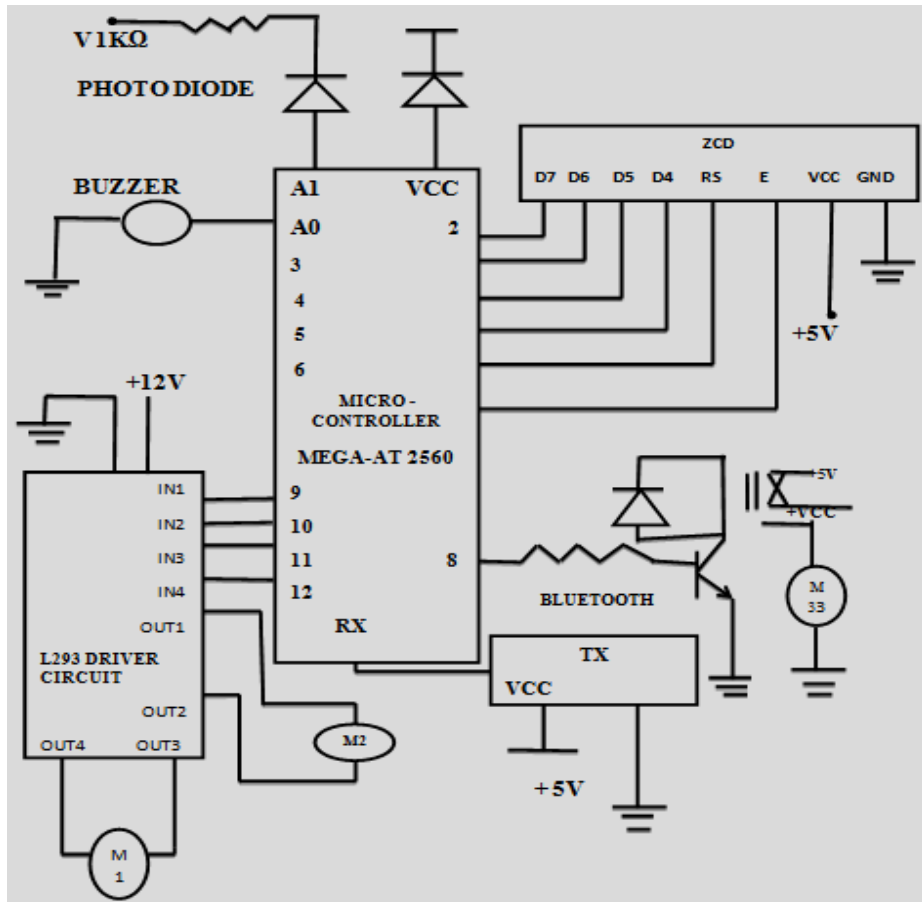 V 1KΩ
PHOTO DIODE
ZCD
D7 D6 D5 D4 RS E VCC GND
BUZZER
A1 VCC
A0 2
3
4
5
6
+5V
+12V
MICRO -
CONTROLLER
MEGA-AT 2560
IN1
IN2
IN3
IN4
OUT1
L293 DRIVER
CIRCUIT
OUT2
OUT4 OUT3
9
10
11
12
8
RX
+5V
+VCC
M
33
BLUETOOTH
TX
VCC
+5V
M2
M
1